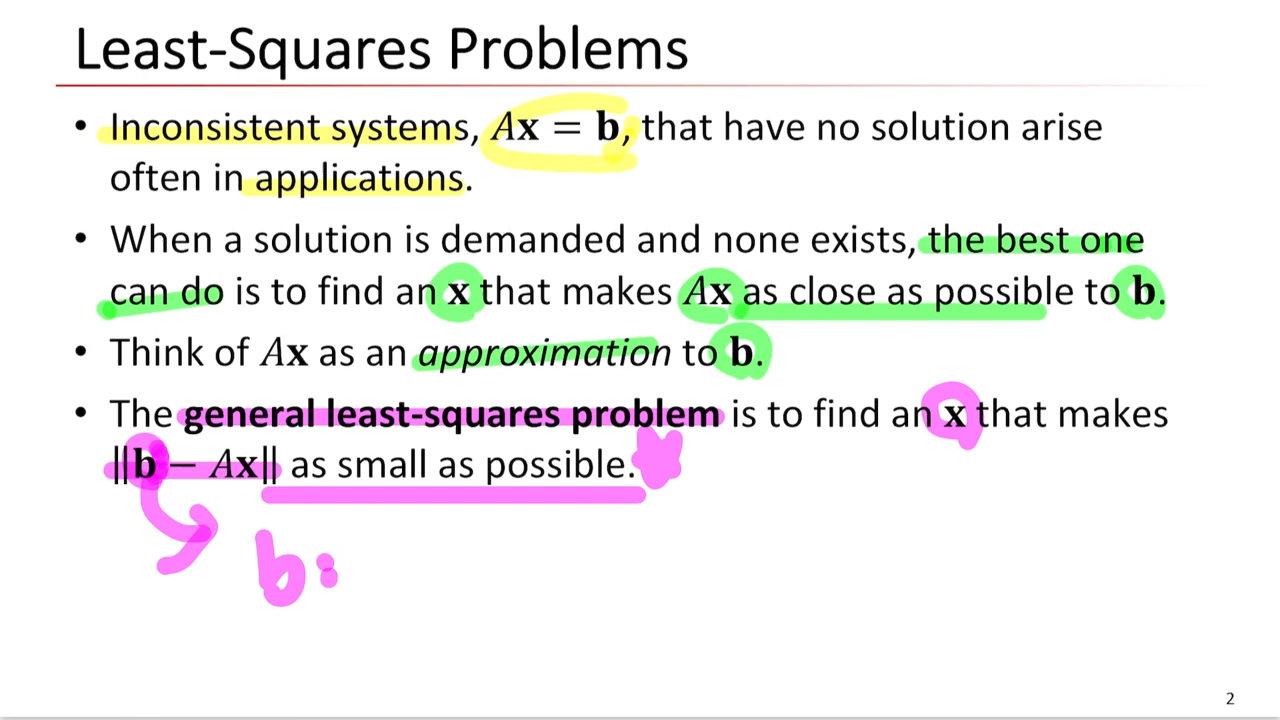 Least-Squares Problems
• Inconsistent systems, Ax = b, that have no solution arise
often in applications.
• When a solution is demanded and none exists, the best one
can do is to find an x that makes Ax as close as possible to b.
• Think of Ax as an approximation to b.
• The general least-squares problem is to find an x that makes
‖b − Ax‖ as small as possible.
b:
2